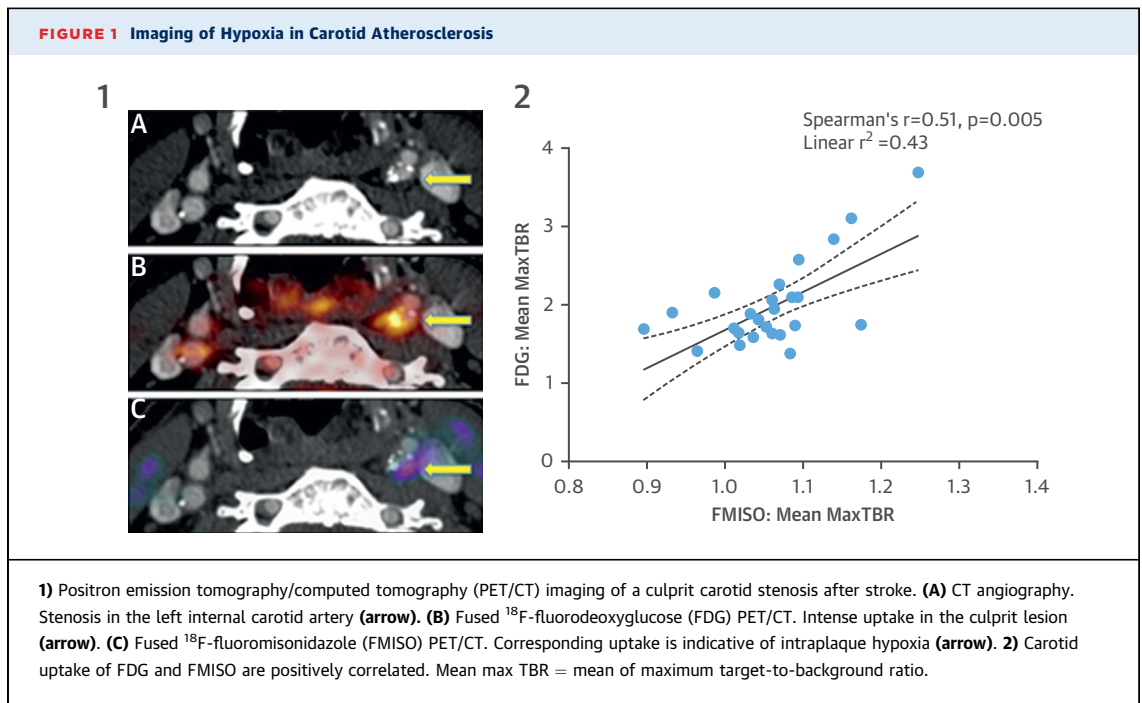 FIGURE 1 Imaging of Hypoxia in Carotid Atherosclerosis
1
A
B
C
2
Spearman's r=0.51, p=0.005
Linear r² =0.43
FDG: Mean MaxTBR
4
3
2
1
0
0.8 0.9 1.0 1.1 1.2 1.3 1.4
FMISO: Mean MaxTBR
1) Positron emission tomography/computed tomography (PET/CT) imaging of a culprit carotid stenosis after stroke. (A) CT angiography.
Stenosis in the left internal carotid artery (arrow). (B) Fused ¹⁸F-fluorodeoxyglucose (FDG) PET/CT. Intense uptake in the culprit lesion
(arrow). (C) Fused ¹⁸F-fluoromisonidazole (FMISO) PET/CT. Corresponding uptake is indicative of intraplaque hypoxia (arrow). 2) Carotid
uptake of FDG and FMISO are positively correlated. Mean max TBR = mean of maximum target-to-background ratio.